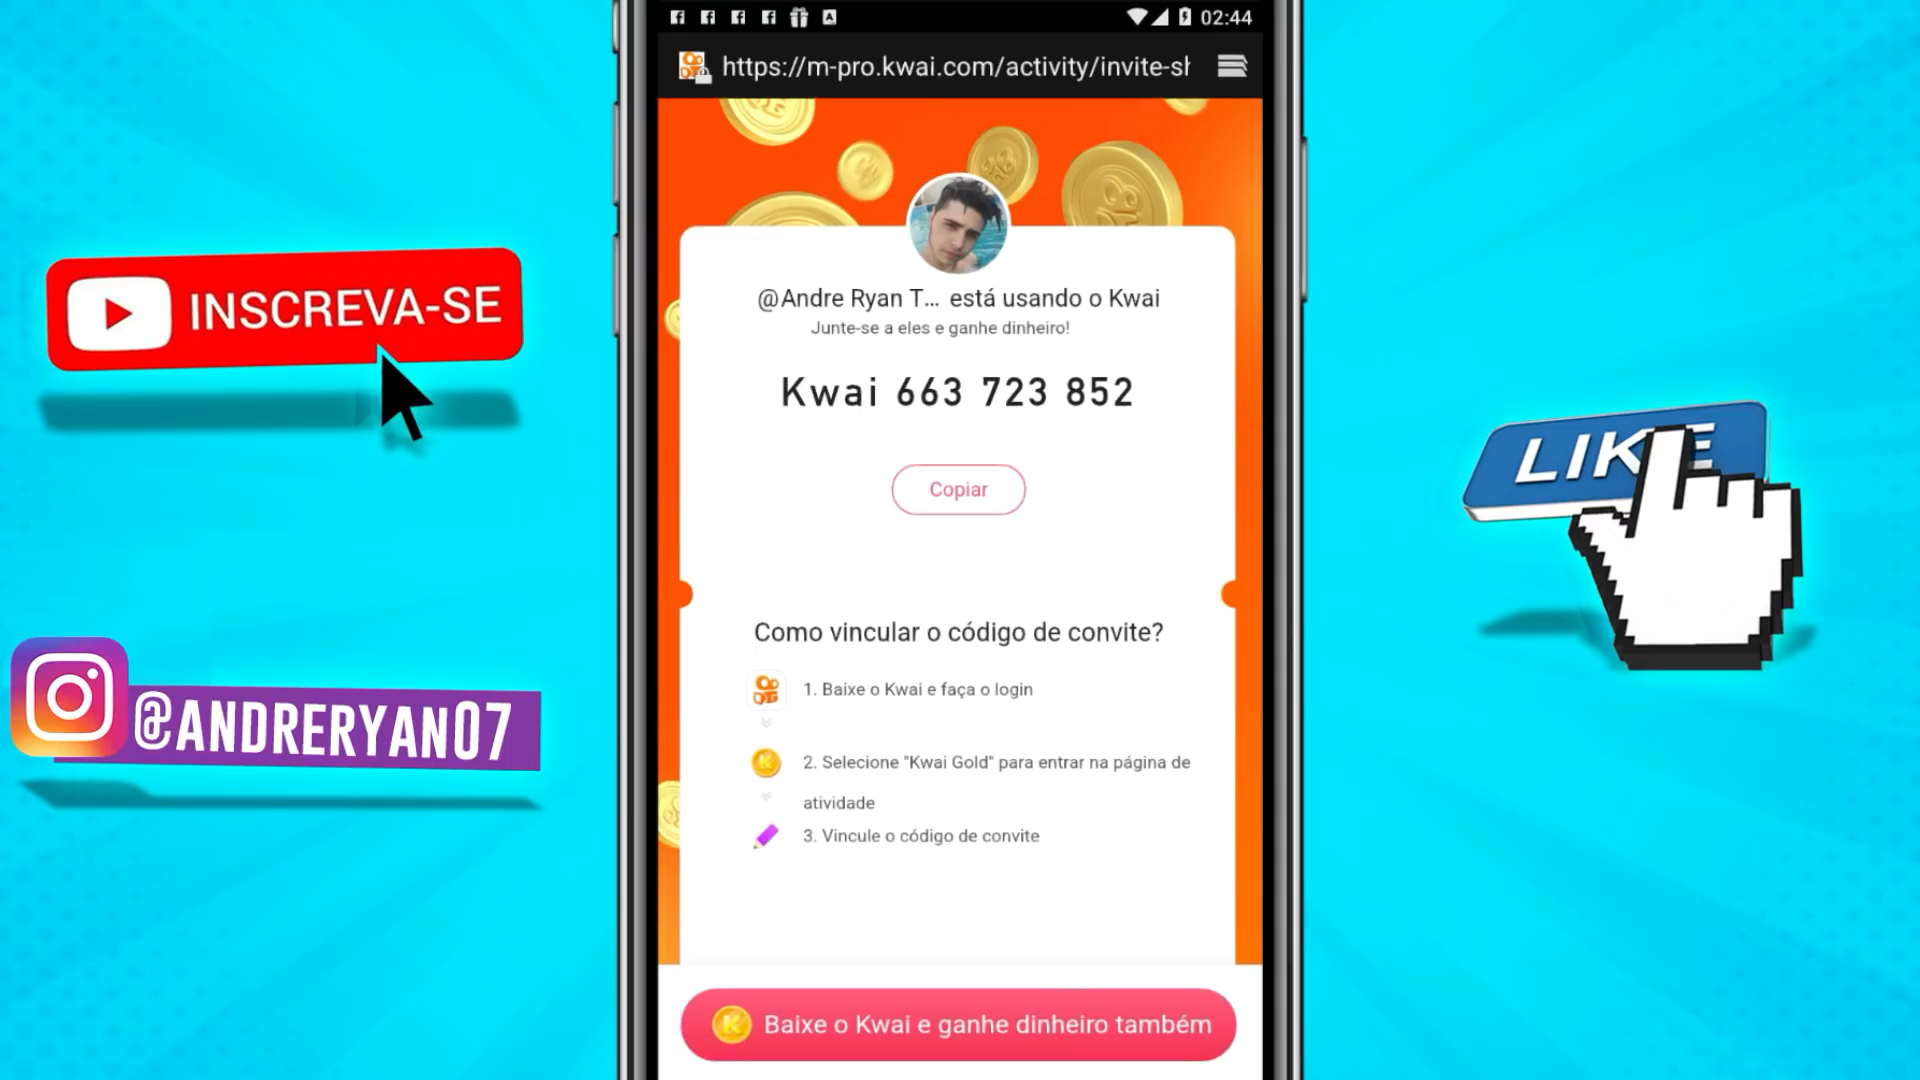 02:44
https://m-pro.kwai.com/activity/invite-sh
@Andre Ryan T... está usando o Kwai
Junte-se a eles e ganhe dinheiro!
Kwai 663 723 852
Copiar
Como vincular o código de convite?
1. Baixe o Kwai e faça o login
2. Selecione "Kwai Gold" para entrar na página de
atividade
3. Vincule o código de convite
Baixe o Kwai e ganhe dinheiro também
INSCREVA-SE
@ANDRERYAN07
LIKE